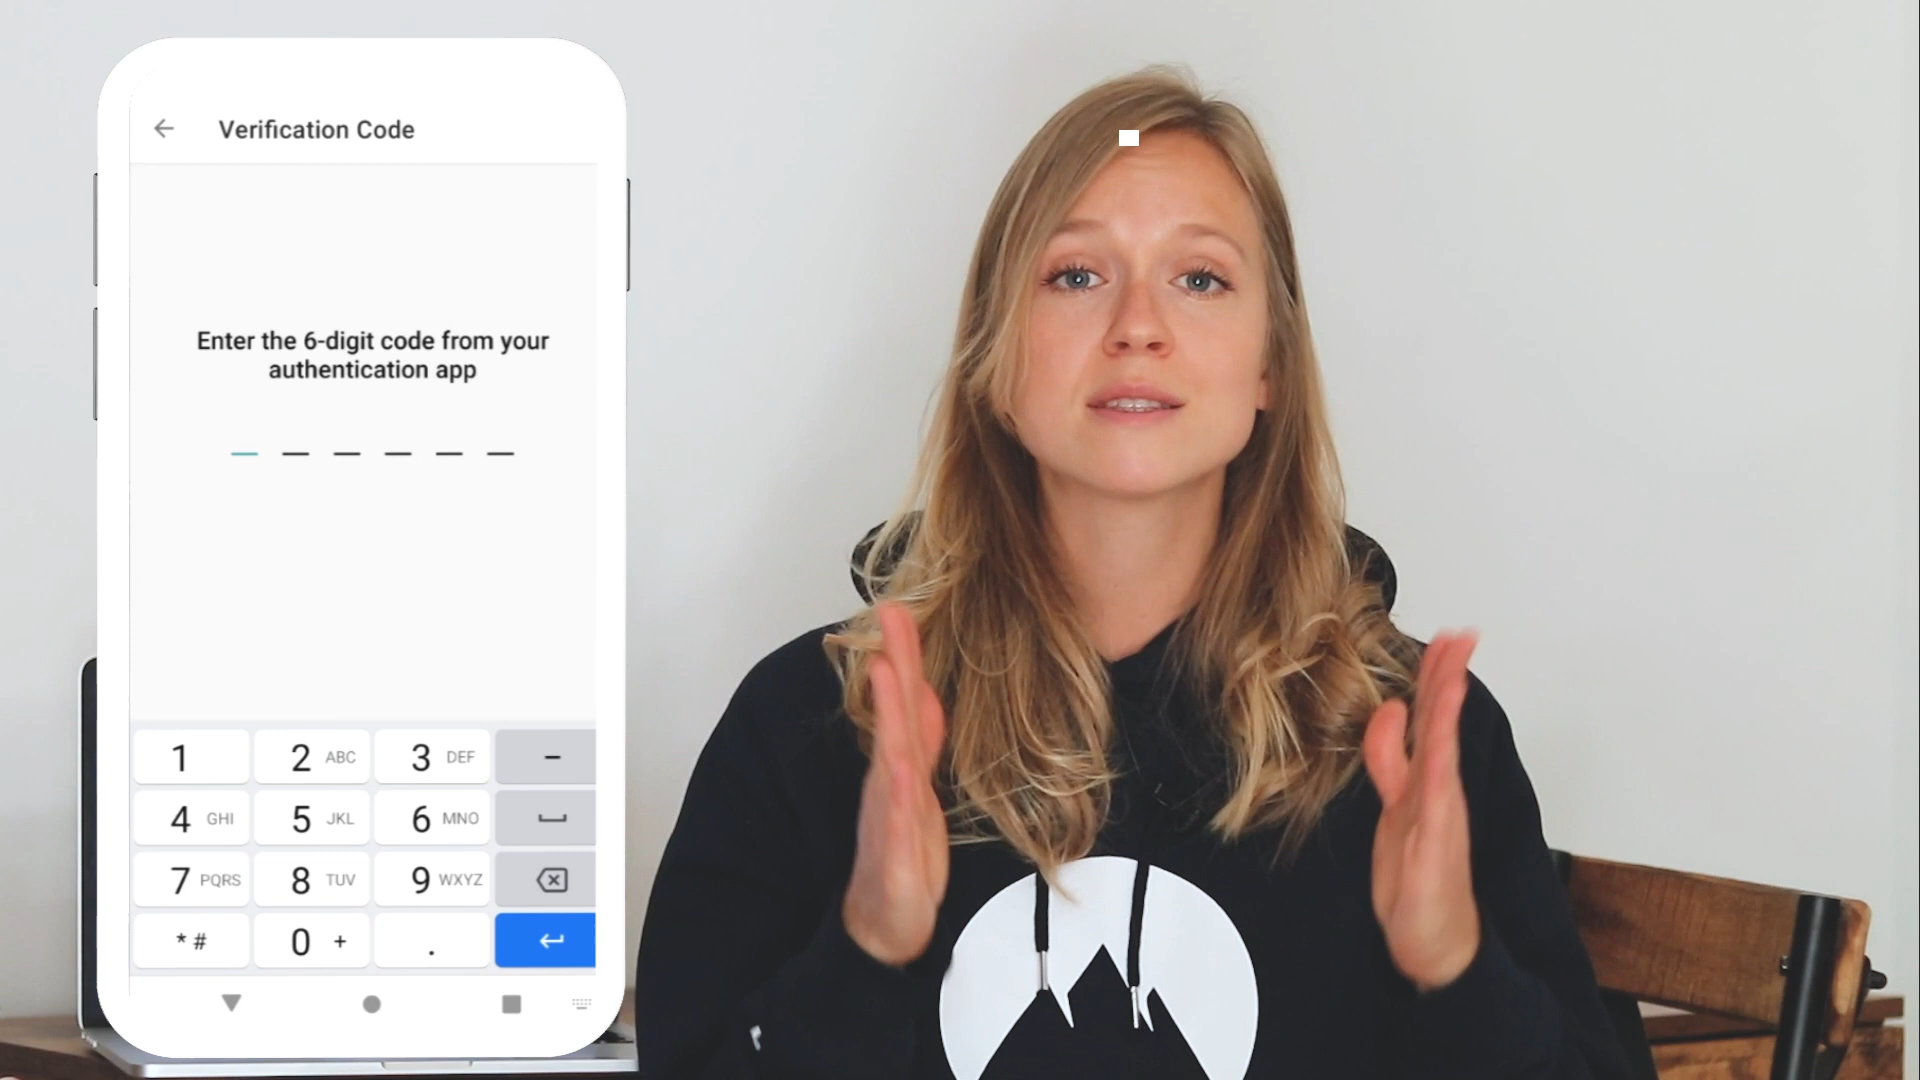 Verification Code
Enter the 6-digit code from your
authentication app
1 2 ABC 3 DEF -
4 GHI 5 JKL 6 MNO
7 PQRS 8 TUV 9 WXYZ
* # 0 + .